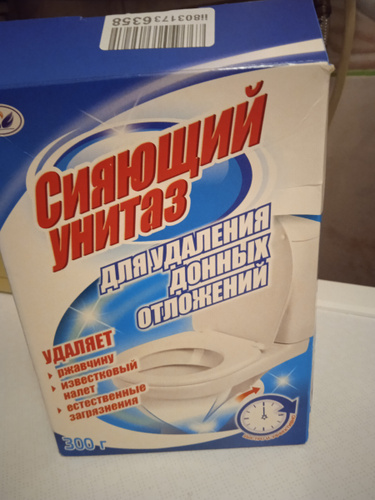 Сияющий
унитаз
для удаления
донных
отложений
удаляет
ржавчину
известковый
налет
естественные
загрязнения
300 г